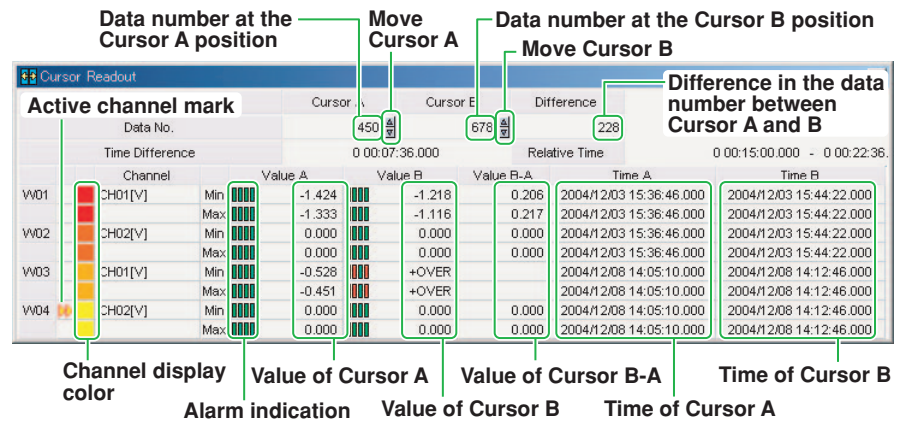 Data number at the
Cursor A position
Move
Cursor A
Data number at the Cursor B position
Move Cursor B
Cursor Readout
Difference in the data
number between
Cursor A and B
Active channel mark
Cursor A Cursor B Difference
Data No. 450 678 228
Time Difference 0 00:07:36.000 Relative Time 0 00:15:00.000 - 0 00:22:36.
Channel Value A Value B Value B-A Time A Time B
W01 CH01[V] Min -1.424 -1.218 0.206 2004/12/03 15:36:46.000 2004/12/03 15:44:22.000
Max -1.333 -1.116 0.217 2004/12/03 15:36:46.000 2004/12/03 15:44:22.000
W02 CH02[V] Min 0.000 0.000 0.000 2004/12/03 15:36:46.000 2004/12/03 15:44:22.000
Max 0.000 0.000 0.000 2004/12/03 15:36:46.000 2004/12/03 15:44:22.000
W03 CH01[V] Min -0.528 +OVER 2004/12/08 14:05:10.000 2004/12/08 14:12:46.000
Max -0.451 +OVER 2004/12/08 14:05:10.000 2004/12/08 14:12:46.000
W04 CH02[V] Min 0.000 0.000 0.000 2004/12/08 14:05:10.000 2004/12/08 14:12:46.000
Max 0.000 0.000 0.000 2004/12/08 14:05:10.000 2004/12/08 14:12:46.000
Channel display
color
Alarm indication
Value of Cursor A
Value of Cursor B
Value of Cursor B-A
Time of Cursor A
Time of Cursor B